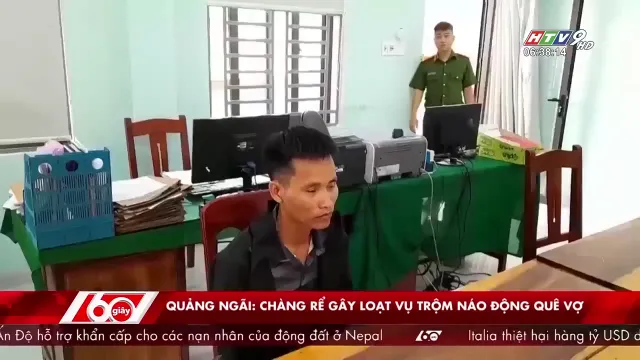 HTV9 HD
06:38:14
60 giây
QUẢNG NGÃI: CHÀNG RỂ GÂY LOẠT VỤ TRỘM NÁO ĐỘNG QUÊ VỢ
Ấn Độ hỗ trợ khẩn cấp cho các nạn nhân của động đất ở Nepal 60 Italia thiệt hại hàng tỷ USD d